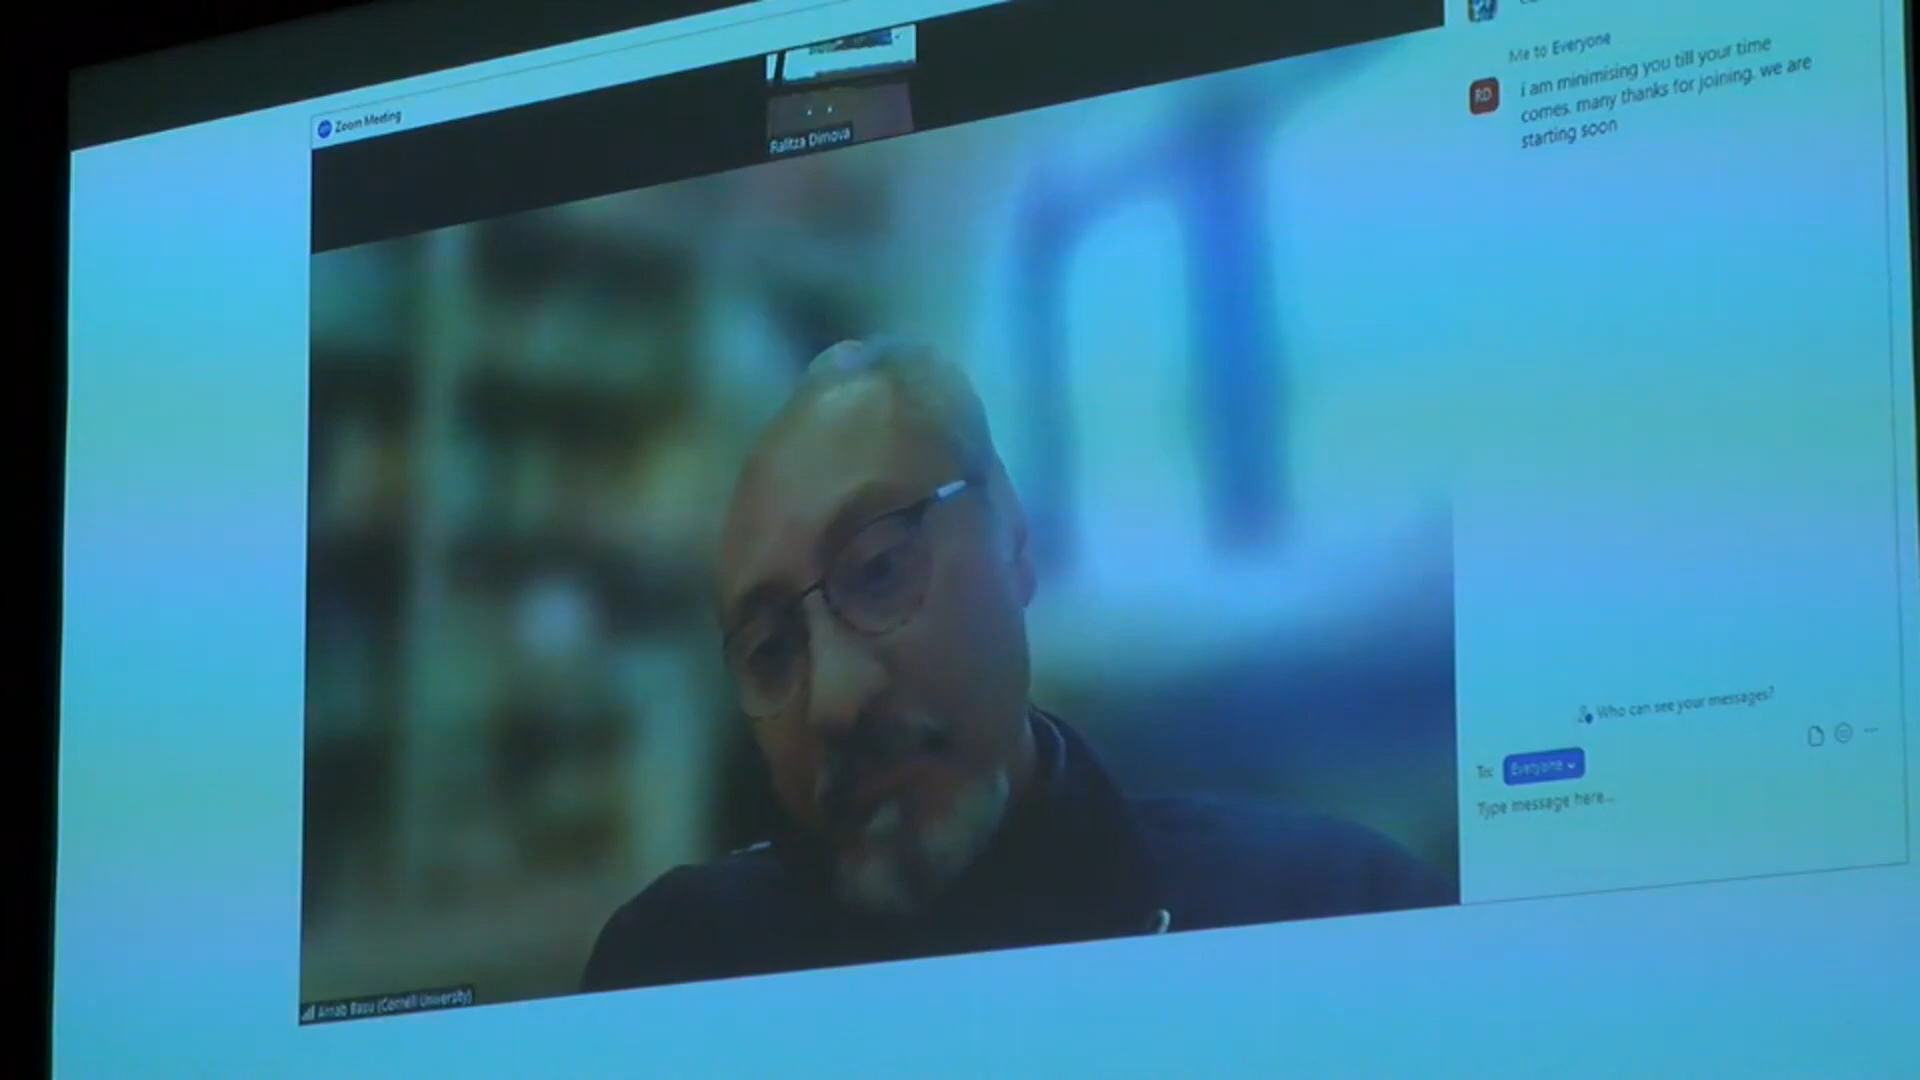 Zoom Meeting
Ralitza Dimova
Me to Everyone
RD
i am minimising you till your time
comes. many thanks for joining. we are
starting soon
Who can see your messages?
To: Everyone
Type message here...
Arnab Basu (Cornell University)